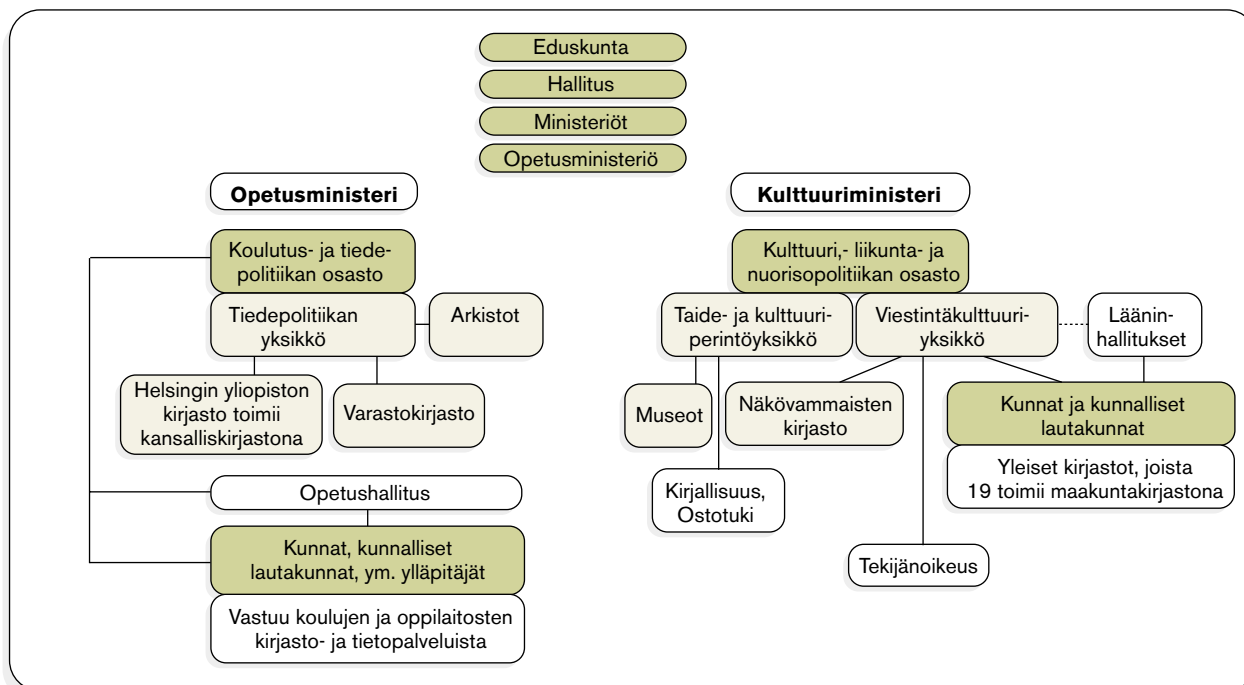 Eduskunta
Hallitus
Ministeriöt
Opetusministeriö
Opetusministeri
Koulutus- ja tiede-
politiikan osasto
Tiedepolitiikan
yksikkö
Arkistot
Helsingin yliopiston
kirjasto toimii
kansalliskirjastona
Varastokirjasto
Opetushallitus
Kunnat, kunnalliset
lautakunnat, ym. ylläpitäjät
Vastuu koulujen ja oppilaitosten
kirjasto- ja tietopalveluista
Kulttuuriministeri
Kulttuuri,- liikunta- ja
nuorisopolitiikan osasto
Taide- ja kulttuuri-
perintöyksikkö
Viestintäkulttuuri-
yksikkö
Läänin-
hallitukset
Museot
Näkövammaisten
kirjasto
Kunnat ja kunnalliset
lautakunnat
Yleiset kirjastot, joista
19 toimii maakuntakirjastona
Kirjallisuus,
Ostotuki
Tekijänoikeus